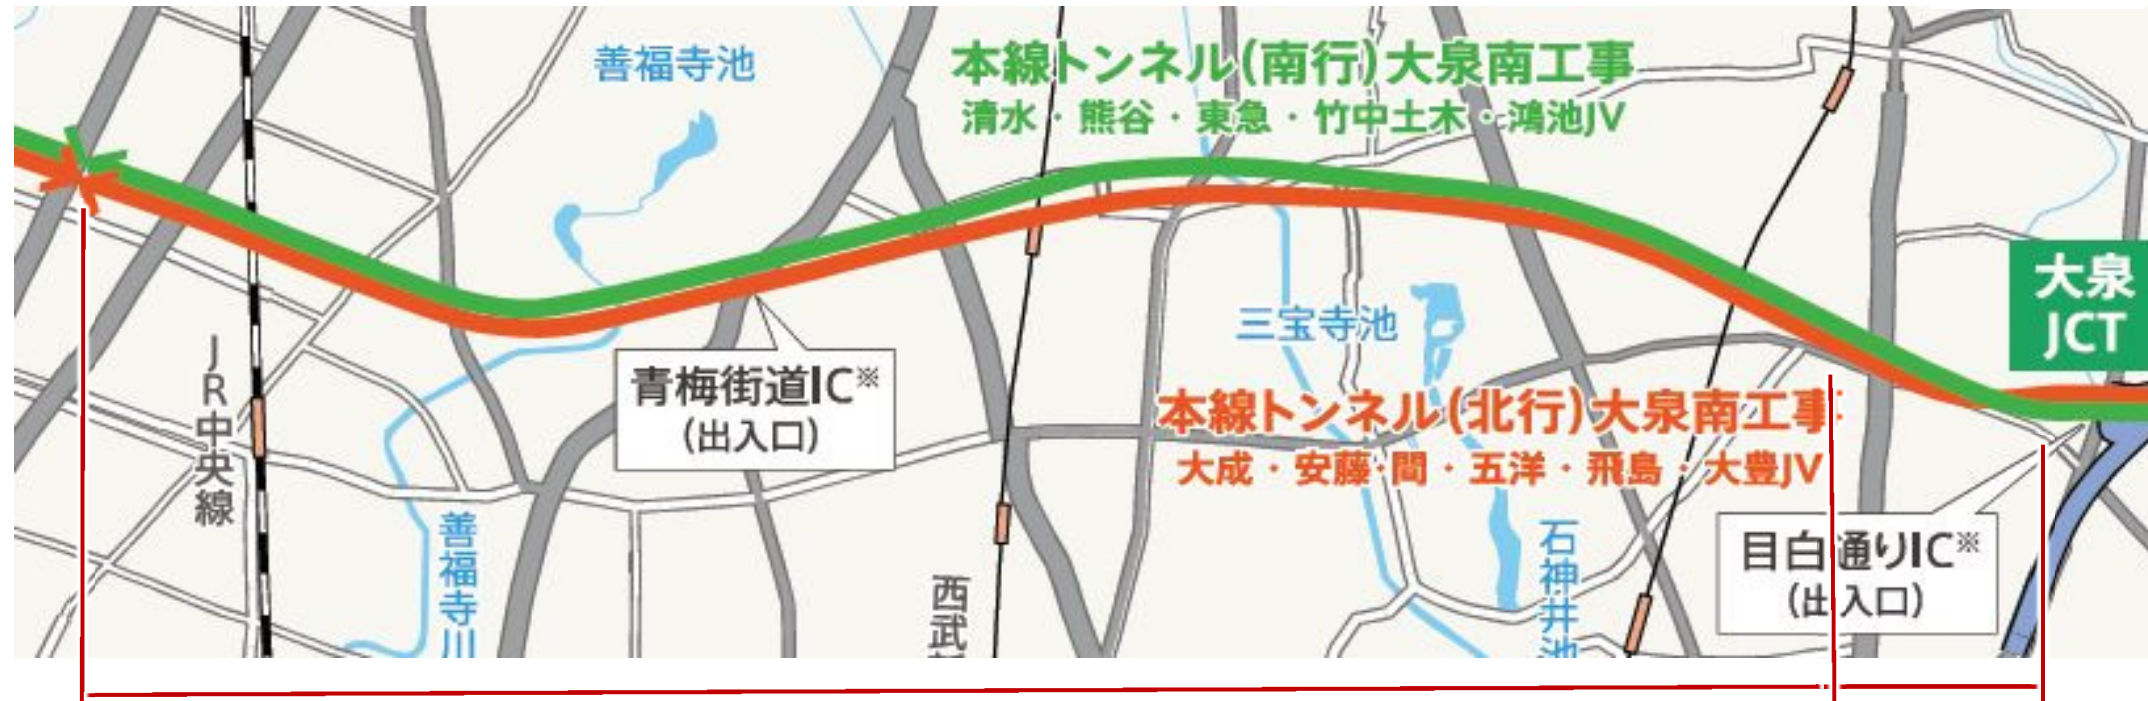 善福寺池
本線トンネル(南行)大泉南工事
清水・熊谷・東急・竹中土木・鴻池JV
大泉
JCT
三宝寺池
青梅街道IC※
(出入口)
JR中央線
本線トンネル(北行)大泉南工事
大成・安藤・間・五洋・飛島・大豊JV
目白通りIC※
(出入口)
善福寺川
西武
石神井池